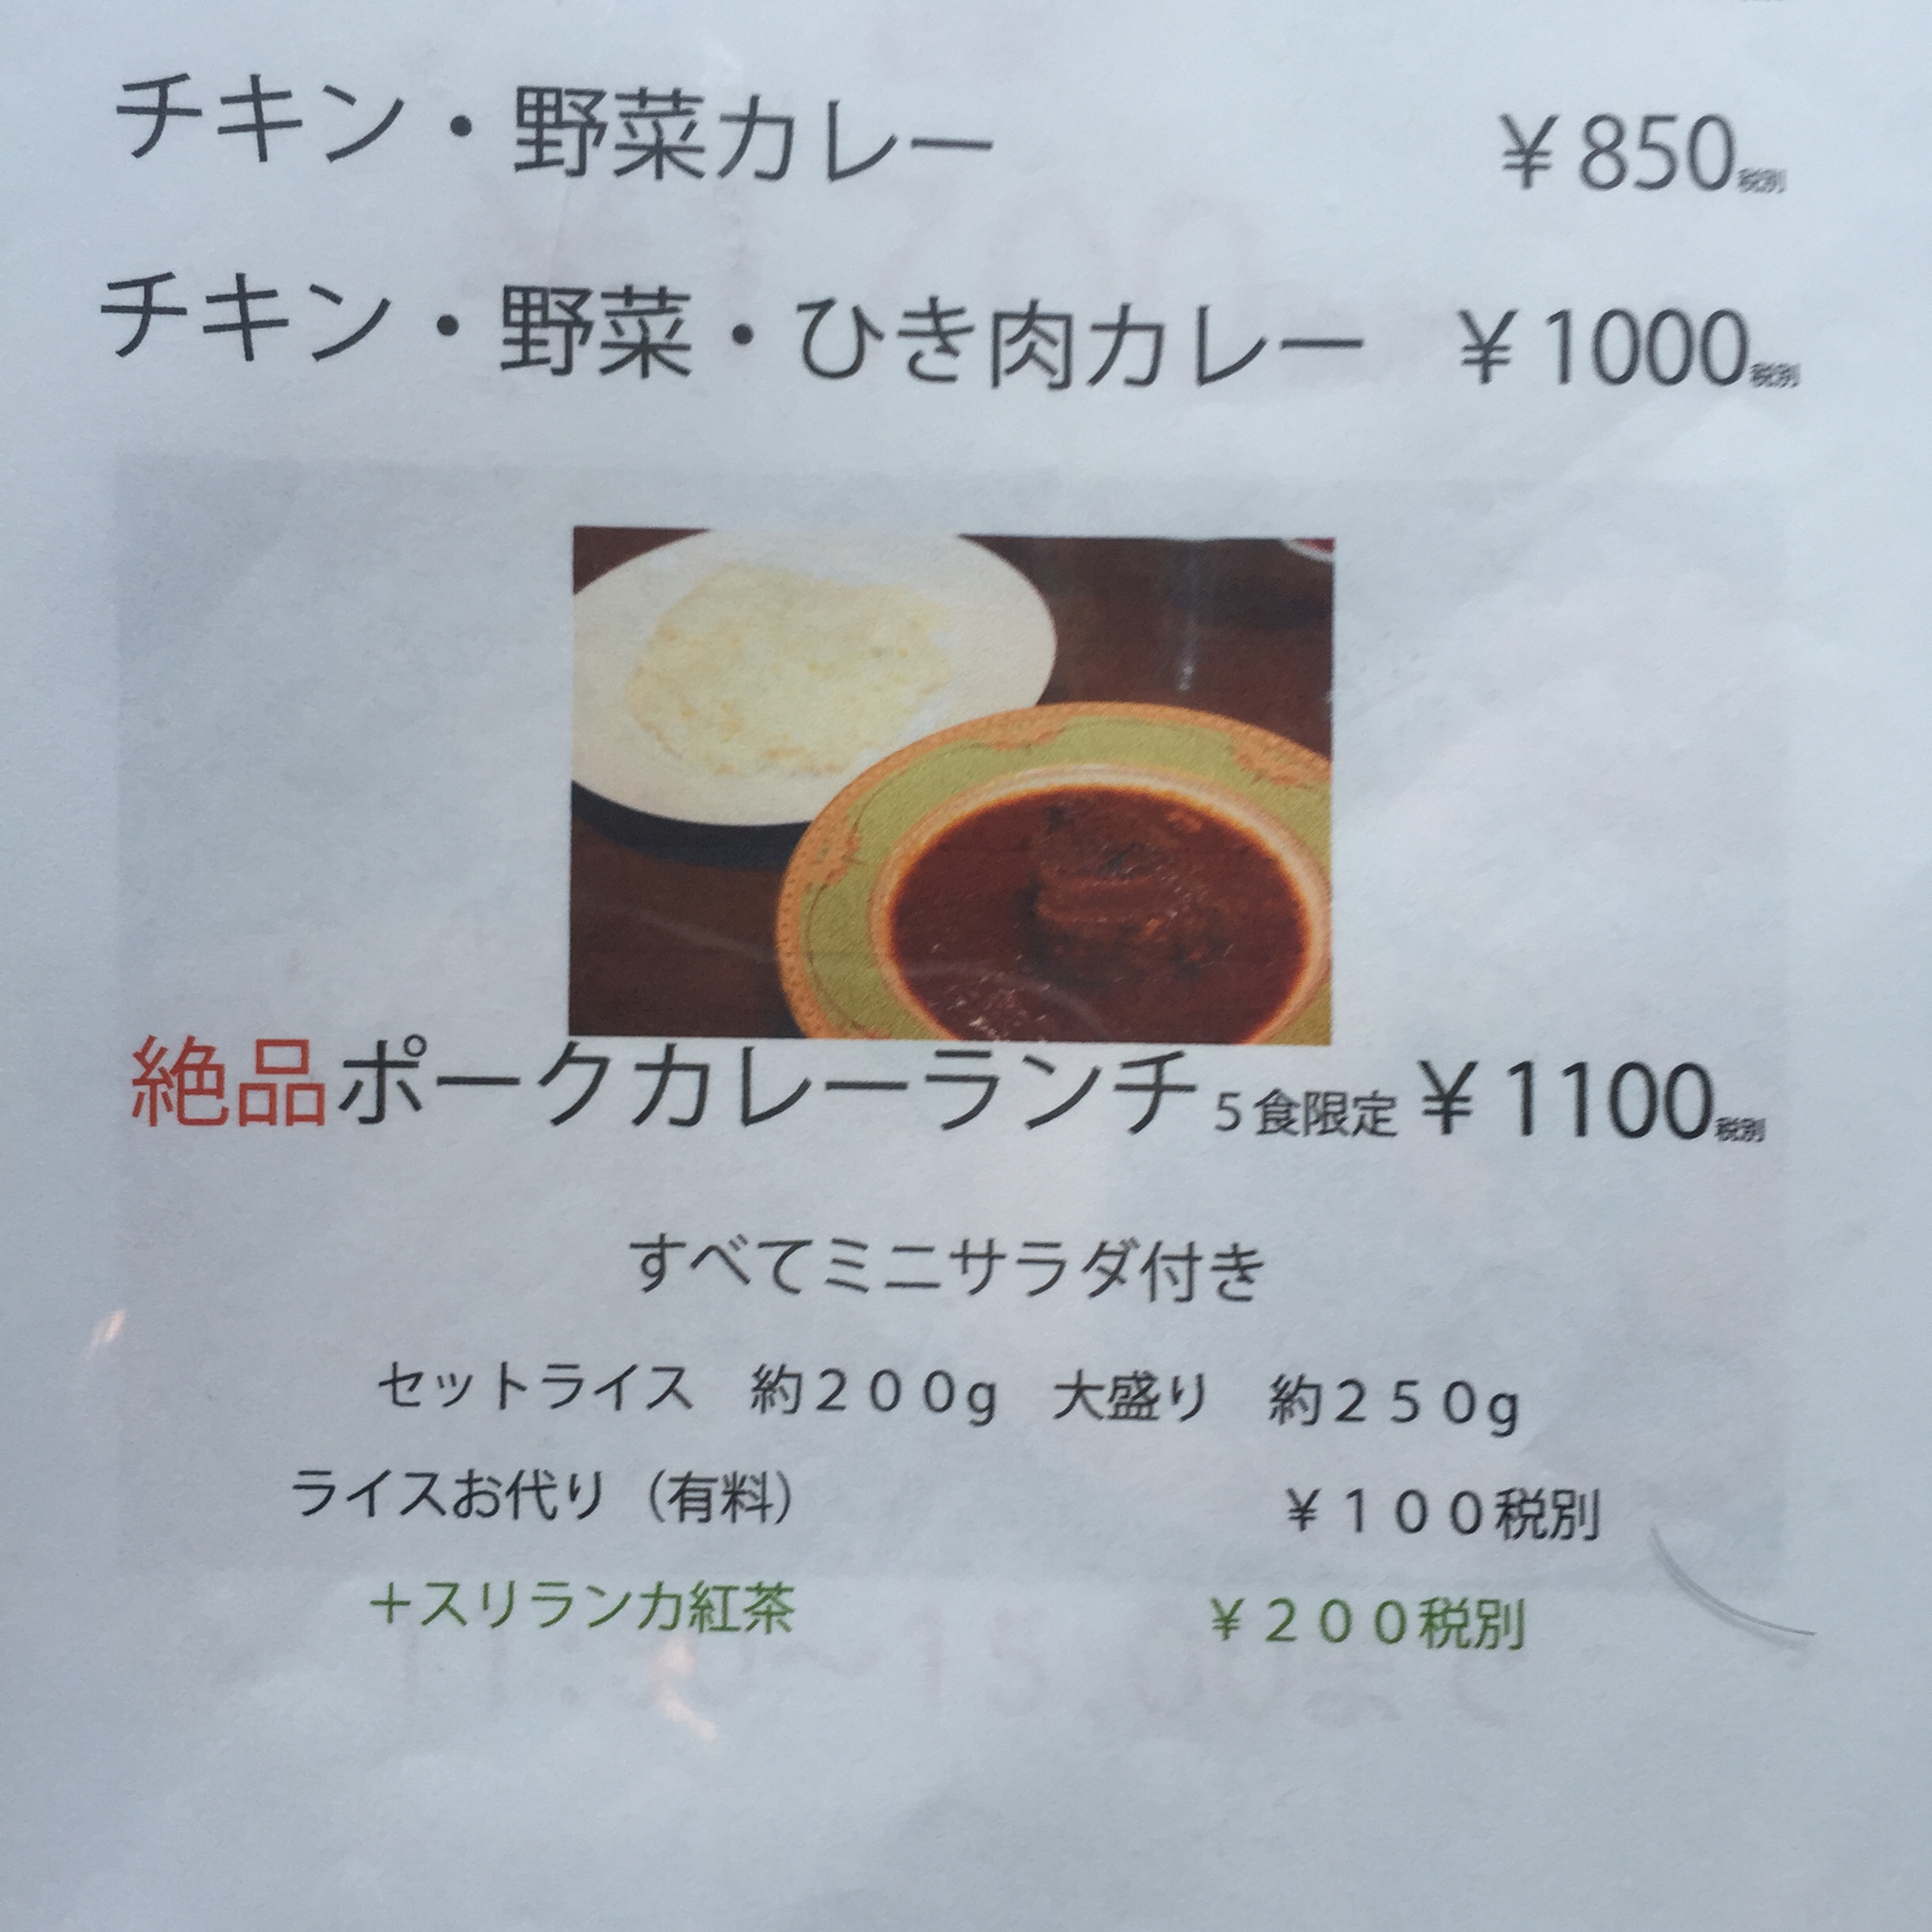 チキン・野菜カレー ¥850税別
チキン・野菜・ひき肉カレー ¥1000税別
絶品ポークカレーランチ 5食限定 ¥1100税別
すべてミニサラダ付き
セットライス 約200g 大盛り 約250g
ライスお代り（有料） ¥100税別
+スリランカ紅茶 ¥200税別